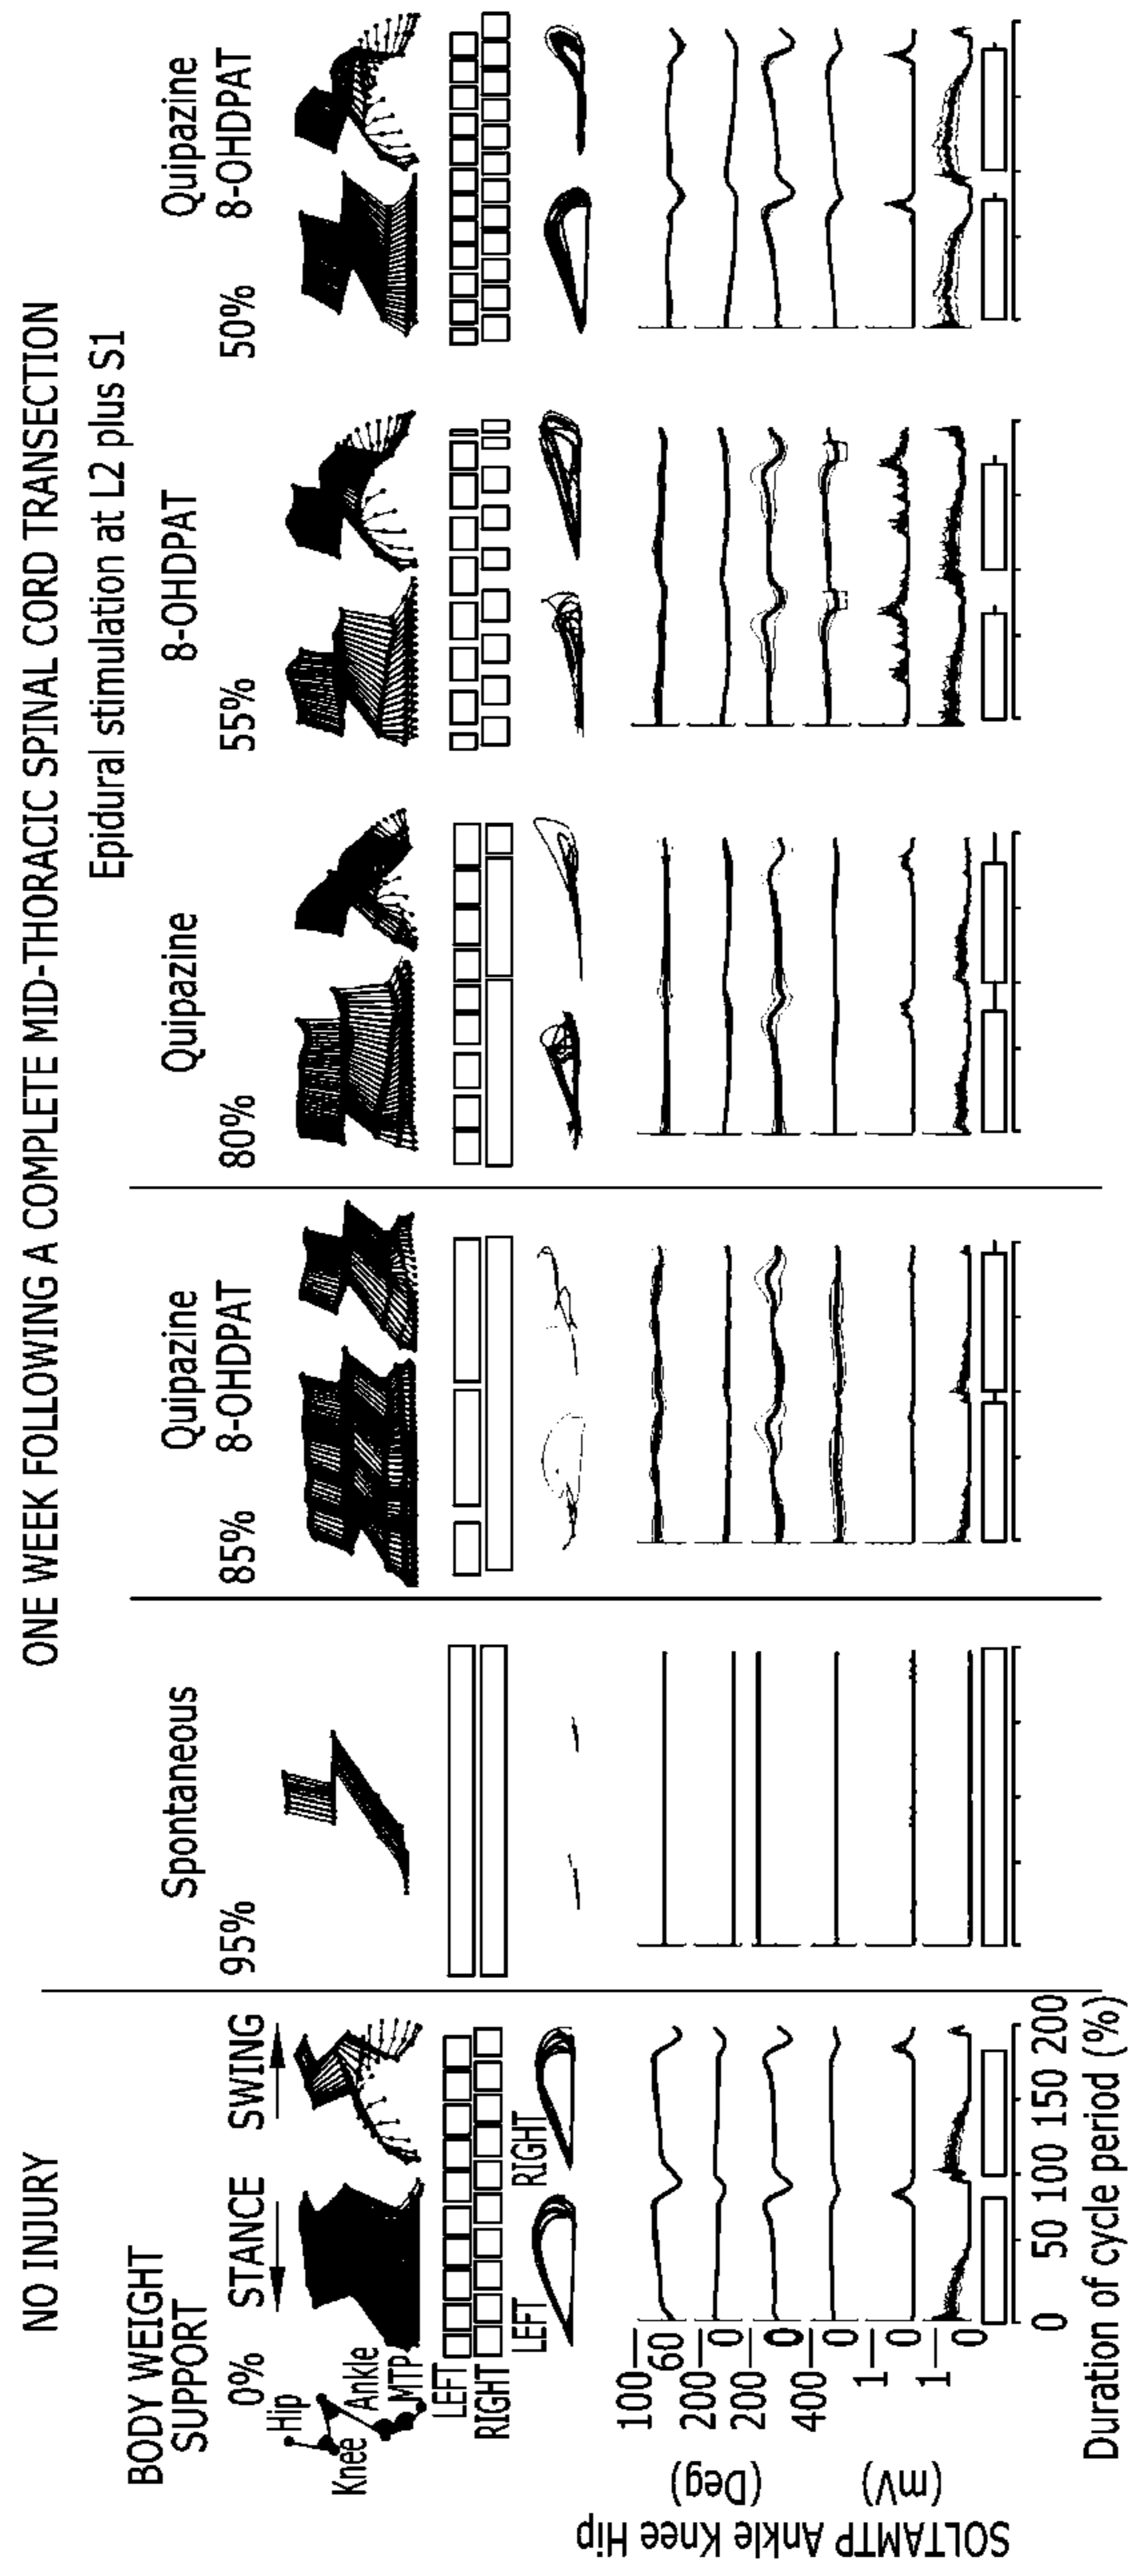 NO INJURY
ONE WEEK FOLLOWING A COMPLETE MID-THORACIC SPINAL CORD TRANSECTION
Epidural stimulation at L2 plus S1
BODY WEIGHT
SUPPORT
Spontaneous
Quipazine
8-OHDPAT
Quipazine
8-OHDPAT
Quipazine
8-OHDPAT
0%
STANCE
SWING
95%
85%
80%
55%
50%
Hip
Knee
Ankle
MTP
LEFT
RIGHT
LEFT
RIGHT
100
60
200
0
200
0
400
0
1
0
1
0
(Deg)
(mV)
SOLTAMTP Ankle Knee Hip
0 50 100 150 200
Duration of cycle period (%)